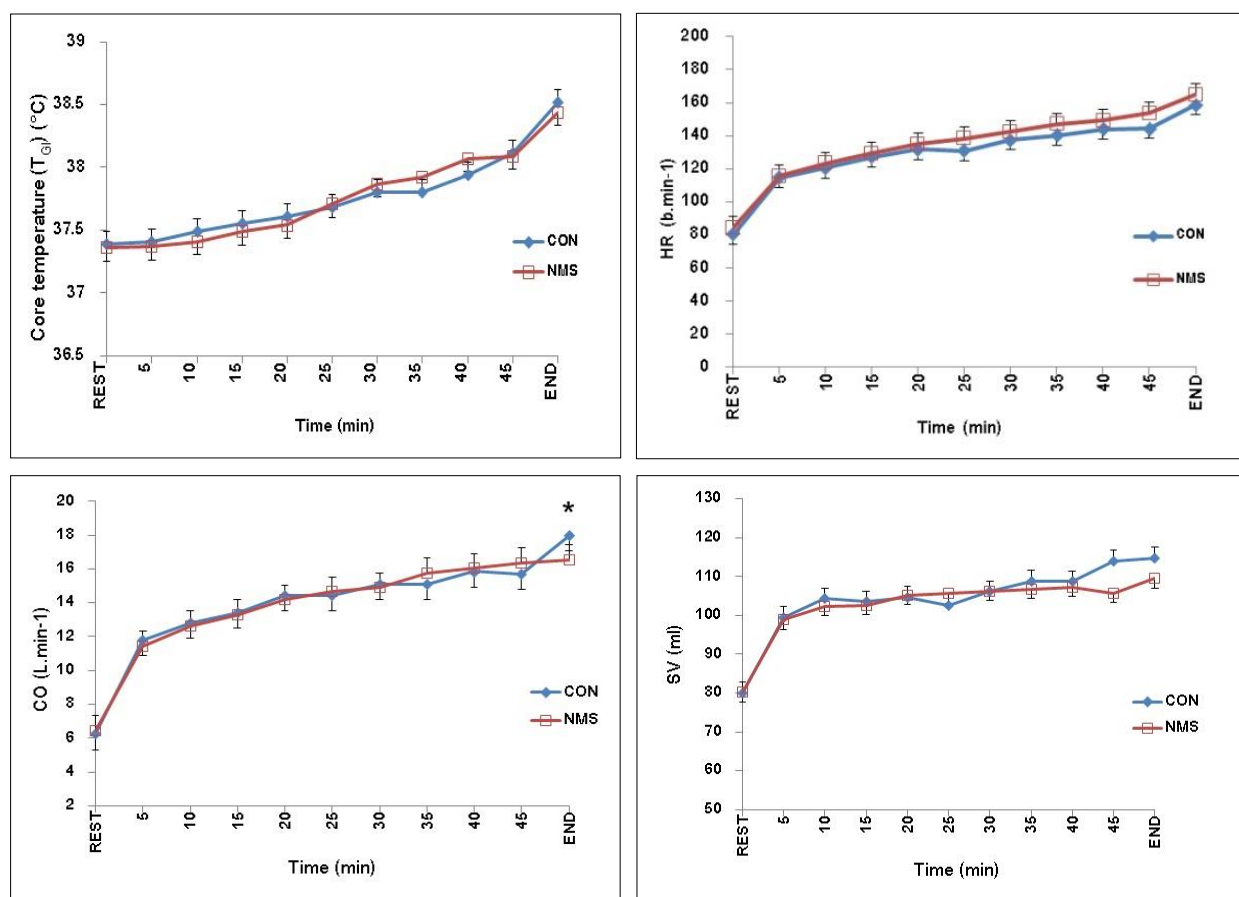 Core temperature (T_GI) (°C)
39
38.5
38
37.5
37
36.5
CON
NMS
REST 5 10 15 20 25 30 35 40 45 END
Time (min)
HR (b.min-1)
200
180
160
140
120
100
80
60
40
20
0
CON
NMS
REST 5 10 15 20 25 30 35 40 45 END
Time (min)
CO (L.min-1)
20
18
16
14
12
10
8
6
4
2
*
CON
NMS
REST 5 10 15 20 25 30 35 40 45 END
Time (min)
SV (ml)
130
120
110
100
90
80
70
60
50
CON
NMS
REST 5 10 15 20 25 30 35 40 45 END
Time (min)